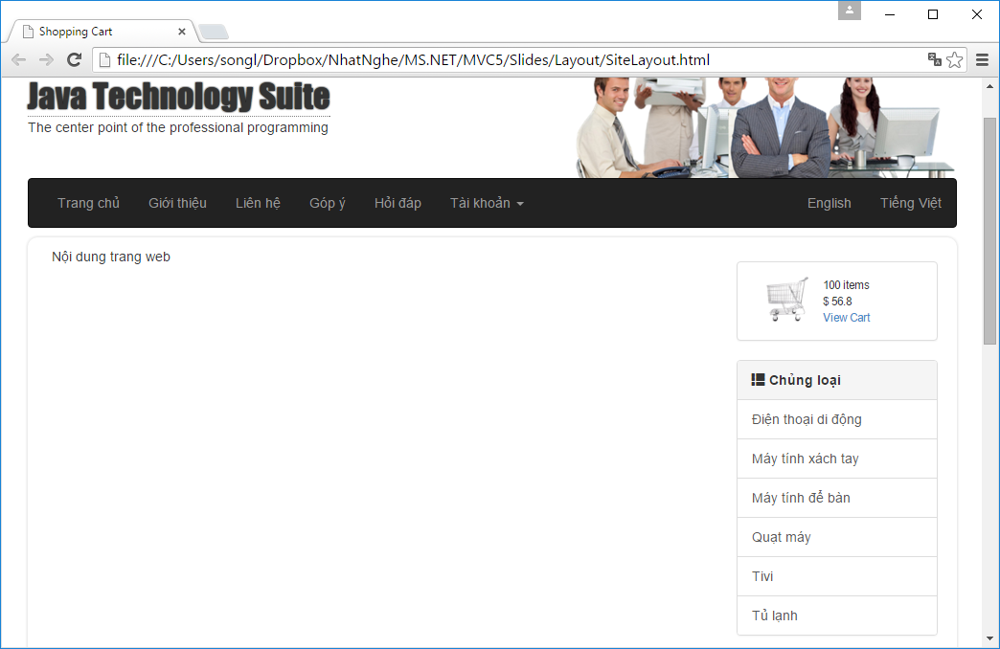 Shopping Cart
file:///C:/Users/songl/Dropbox/NhatNghe/MS.NET/MVC5/Slides/Layout/SiteLayout.html
Java Technology Suite
The center point of the professional programming
Trang chủ Giới thiệu Liên hệ Góp ý Hỏi đáp Tài khoản English Tiếng Việt
Nội dung trang web
100 items
$ 56.8
View Cart
Chủng loại
Điện thoại di động
Máy tính xách tay
Máy tính để bàn
Quạt máy
Tivi
Tủ lạnh